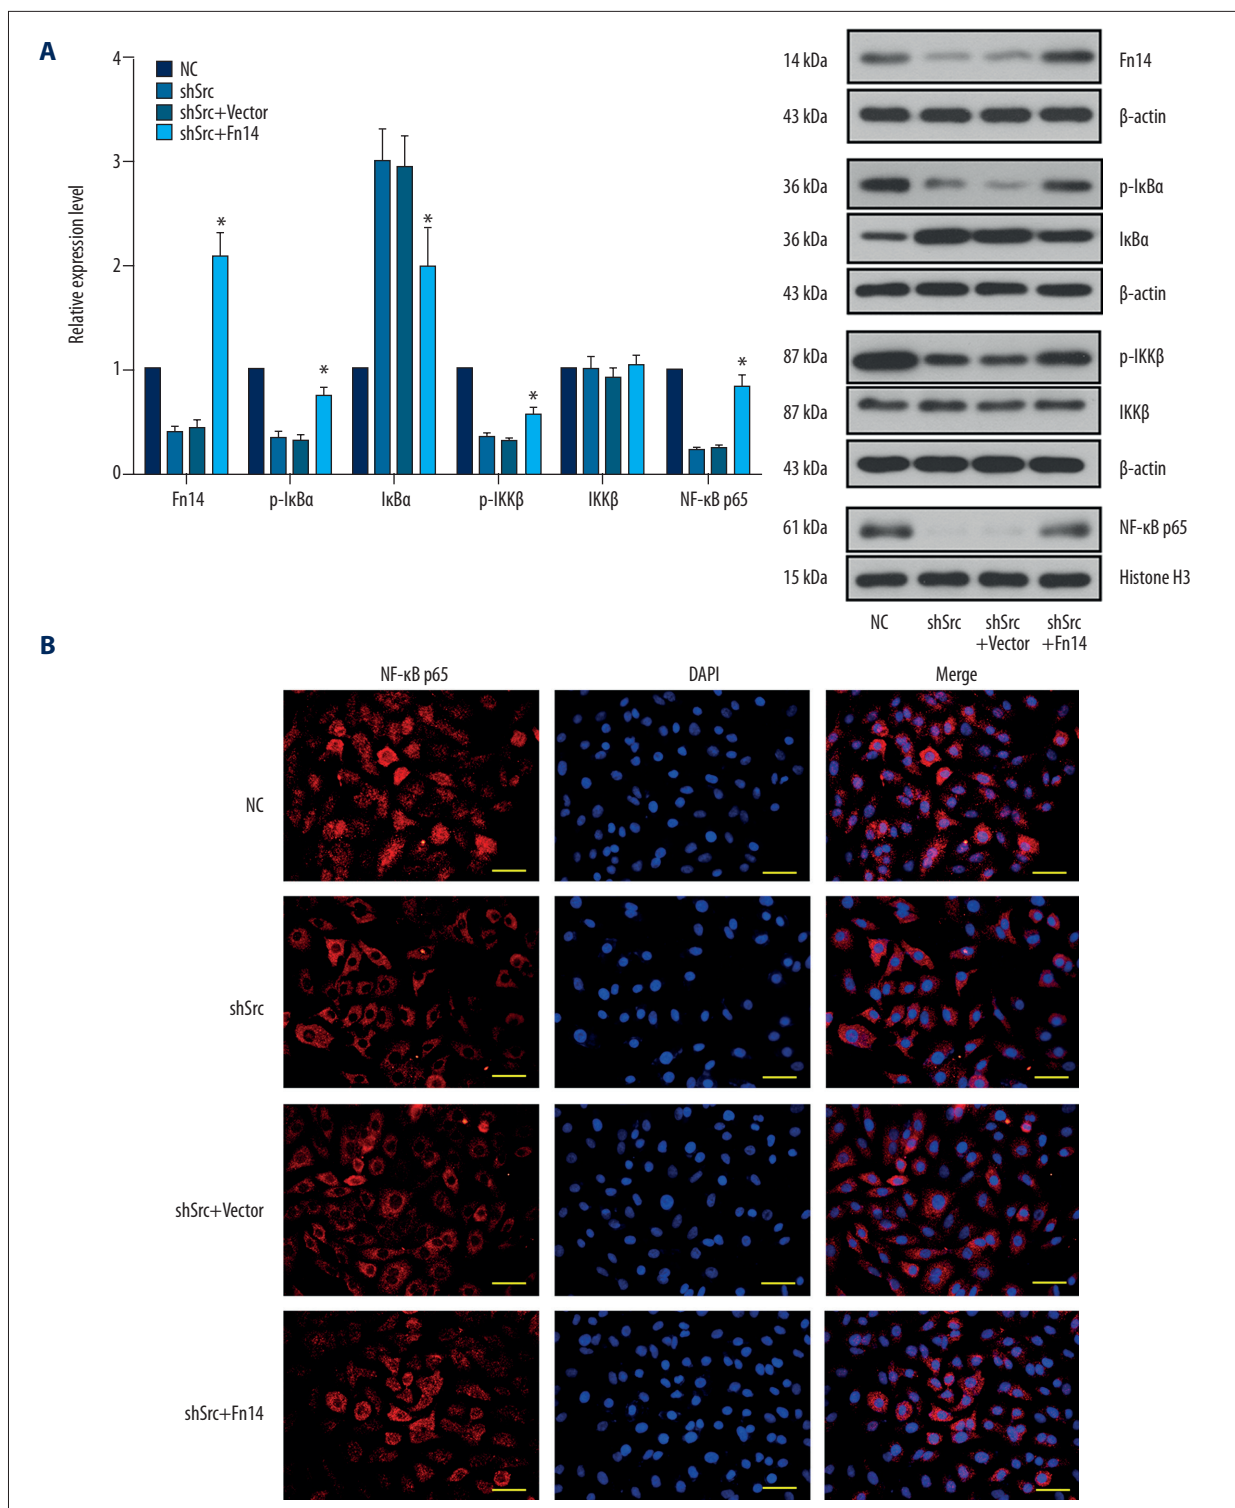 A
4
3
2
1
0
Relative expression level
NC
shSrc
shSrc+Vector
shSrc+Fn14
*
*
*
*
*
Fn14
p-IκBα
IκBα
p-IKKβ
IKKβ
NF-κB p65
14 kDa
Fn14
43 kDa
β-actin
36 kDa
p-IκBα
36 kDa
IκBα
43 kDa
β-actin
87 kDa
p-IKKβ
87 kDa
IKKβ
43 kDa
β-actin
61 kDa
NF-κB p65
15 kDa
Histone H3
NC
shSrc
shSrc
+Vector
shSrc
+Fn14
B
NF-κB p65
DAPI
Merge
NC
shSrc
shSrc+Vector
shSrc+Fn14